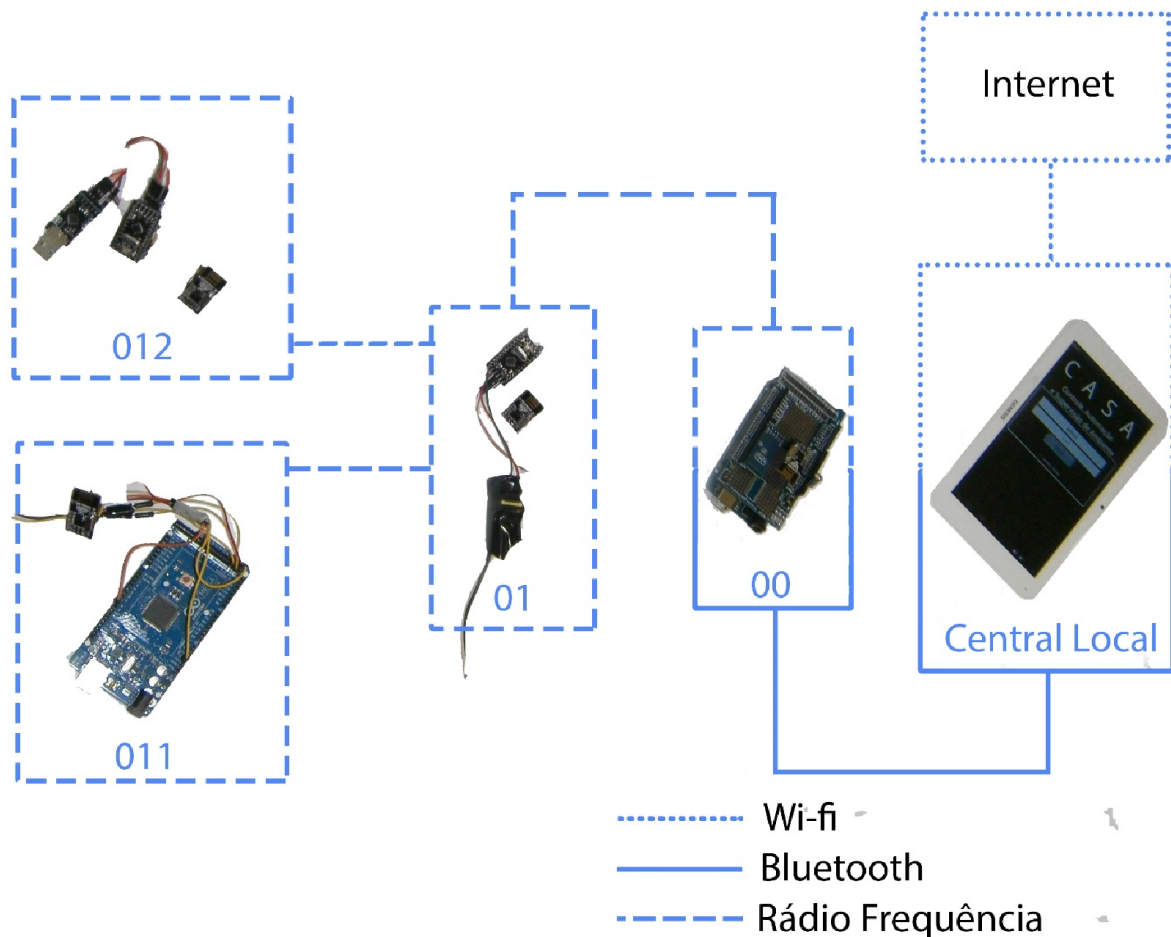 Internet
012
C A S A
01
00
Central Local
011
Wi-fi
Bluetooth
Rádio Frequência